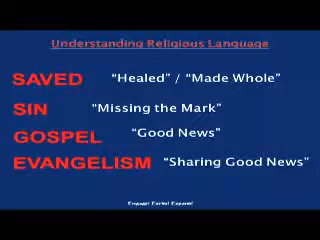 Understanding Religious Language
SAVED "Healed" / "Made Whole"
SIN "Missing the Mark"
GOSPEL "Good News"
EVANGELISM "Sharing Good News"